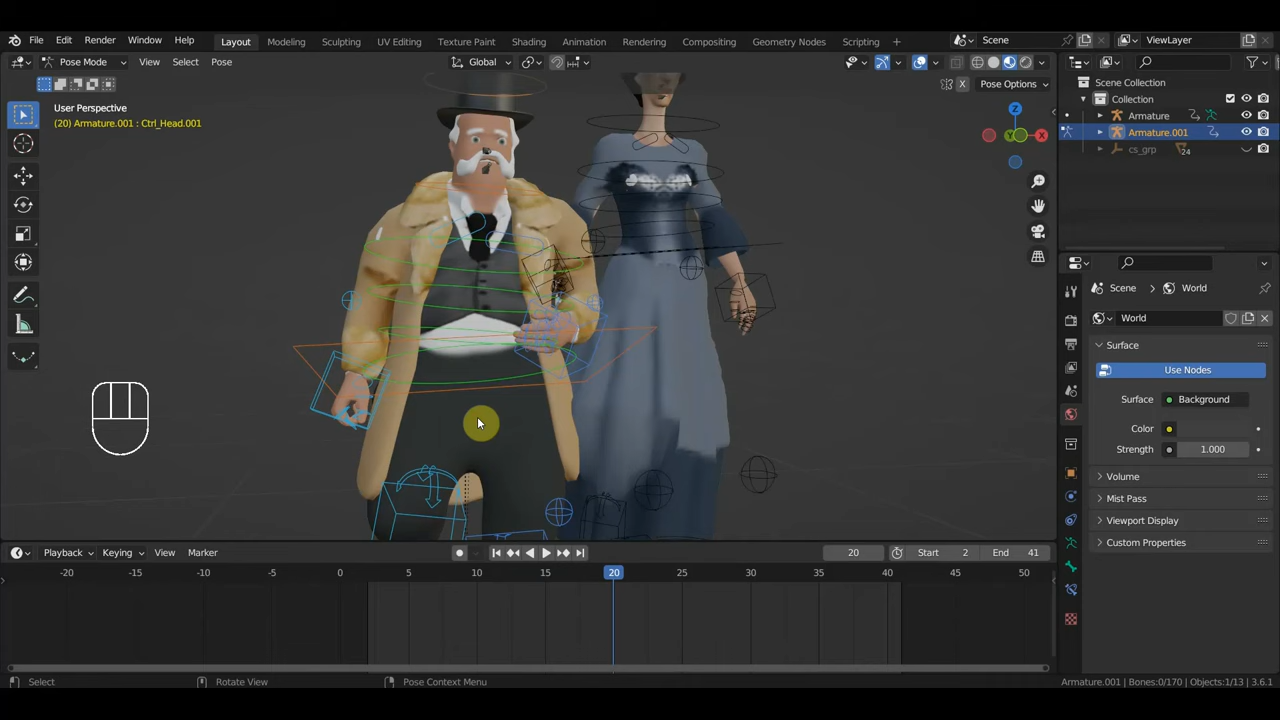 File Edit Render Window Help Layout Modeling Sculpting UV Editing Texture Paint Shading Animation Rendering Compositing Geometry Nodes Scripting + Scene ViewLayer
Pose Mode View Select Pose Global
X Pose Options
User Perspective
(20) Armature.001 : Ctrl_Head.001
Z
X
Y
Scene Collection
Collection
Armature
Armature.001
cs_grp 24
Scene > World
World
Surface
Use Nodes
Surface Background
Color
Strength 1.000
Volume
Mist Pass
Viewport Display
Custom Properties
Playback Keying View Marker 20 Start 2 End 41
-20 -15 -10 -5 0 5 10 15 20 25 30 35 40 45 50
Select Rotate View Pose Context Menu Armature.001 | Bones:0/170 | Objects:1/13 | 3.6.1